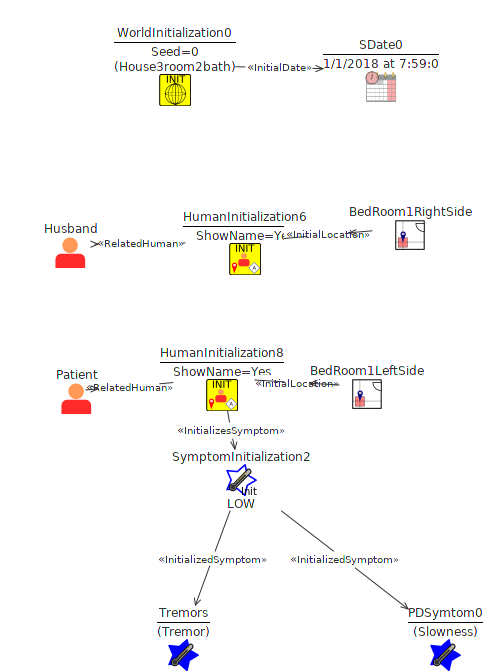 WorldInitialization0
Seed=0
(House3room2bath)
INIT
«InitialDate»
SDate0
1/1/2018 at 7:59:0
Husband
«RelatedHuman»
HumanInitialization6
ShowName=Ye
INIT
A
«InitialLocation»
BedRoom1RightSide
Patient
«RelatedHuman»
HumanInitialization8
ShowName=Yes
INIT
A
«InitialLocation»
BedRoom1LeftSide
«InitializesSymptom»
SymptomInitialization2
Init
LOW
«InitializedSymptom»
«InitializedSymptom»
Tremors
(Tremor)
PDSymtom0
(Slowness)